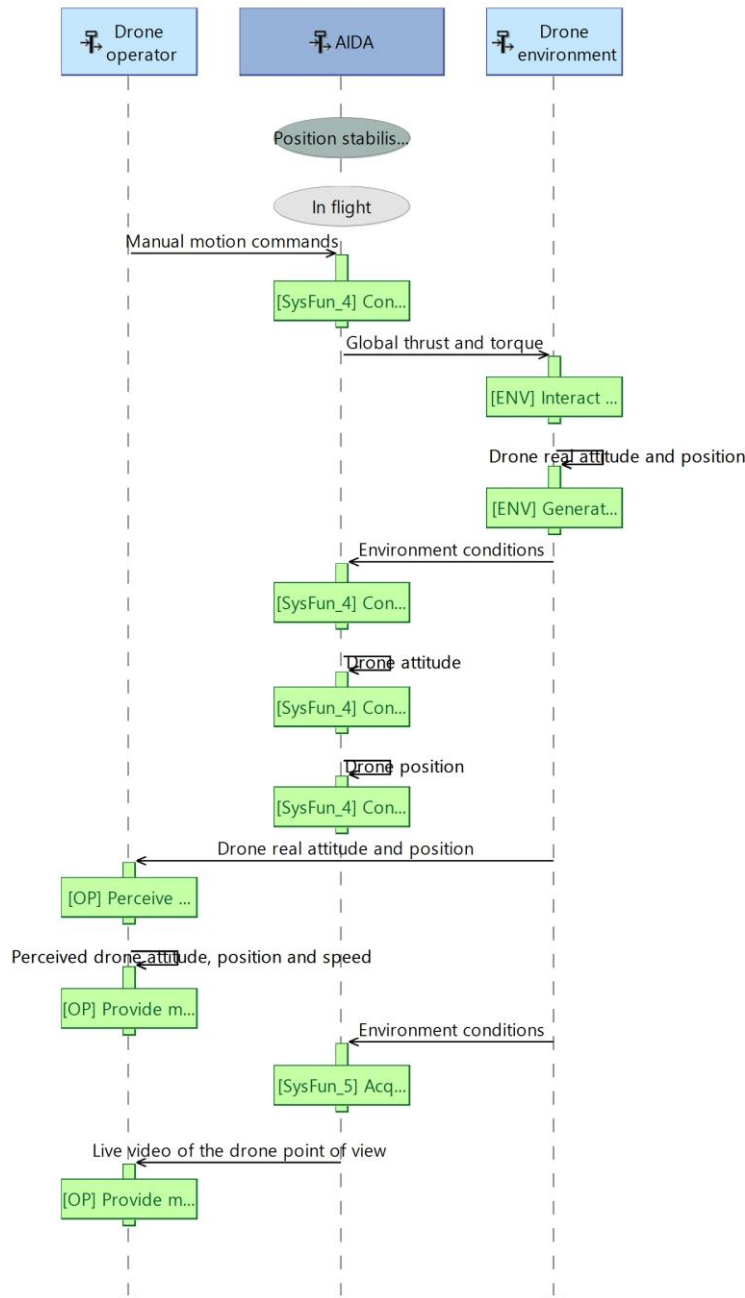 Drone
operator
AIDA
Drone
environment
Position stabilis...
In flight
Manual motion commands
[SysFun_4] Con...
Global thrust and torque
[ENV] Interact ...
Drone real attitude and position
[ENV] Generat...
Environment conditions
[SysFun_4] Con...
Drone attitude
[SysFun_4] Con...
Drone position
[SysFun_4] Con...
Drone real attitude and position
[OP] Perceive ...
Perceived drone attitude, position and speed
[OP] Provide m...
Environment conditions
[SysFun_5] Acq...
Live video of the drone point of view
[OP] Provide m...